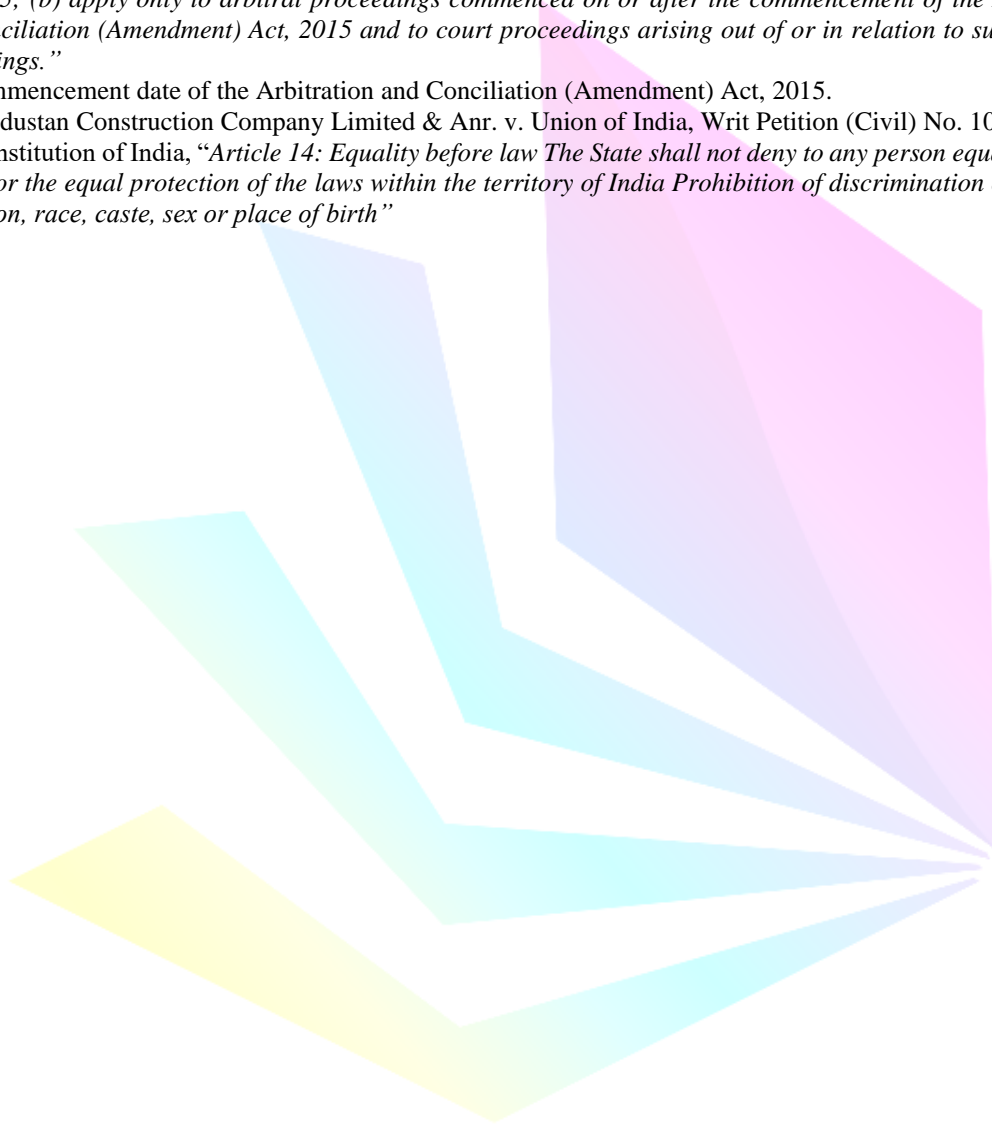 5; (b) apply only to arbitral proceedings commenced on or after the commencement of the
ciliation (Amendment) Act, 2015 and to court proceedings arising out of or in relation to su
ings.”
mmencement date of the Arbitration and Conciliation (Amendment) Act, 2015.
dustan Construction Company Limited & Anr. v. Union of India, Writ Petition (Civil) No. 10
nstitution of India, “Article 14: Equality before law The State shall not deny to any person equa
or the equal protection of the laws within the territory of India Prohibition of discrimination
on, race, caste, sex or place of birth”